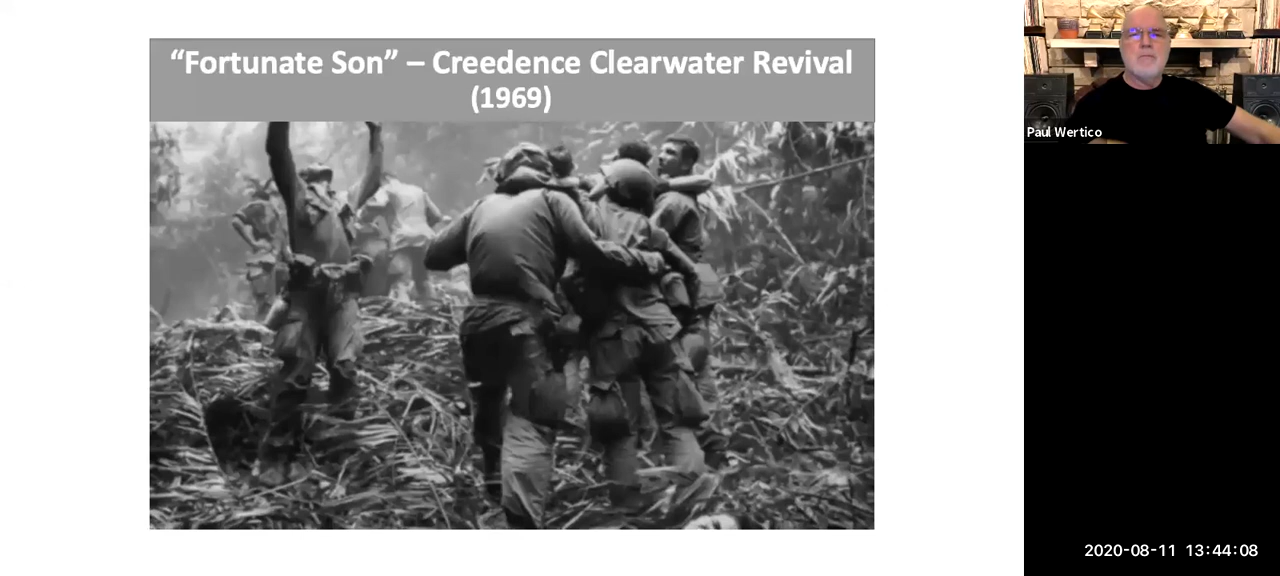 “Fortunate Son” – Creedence Clearwater Revival
(1969)
Paul Wertico
2020-08-11 13:44:08